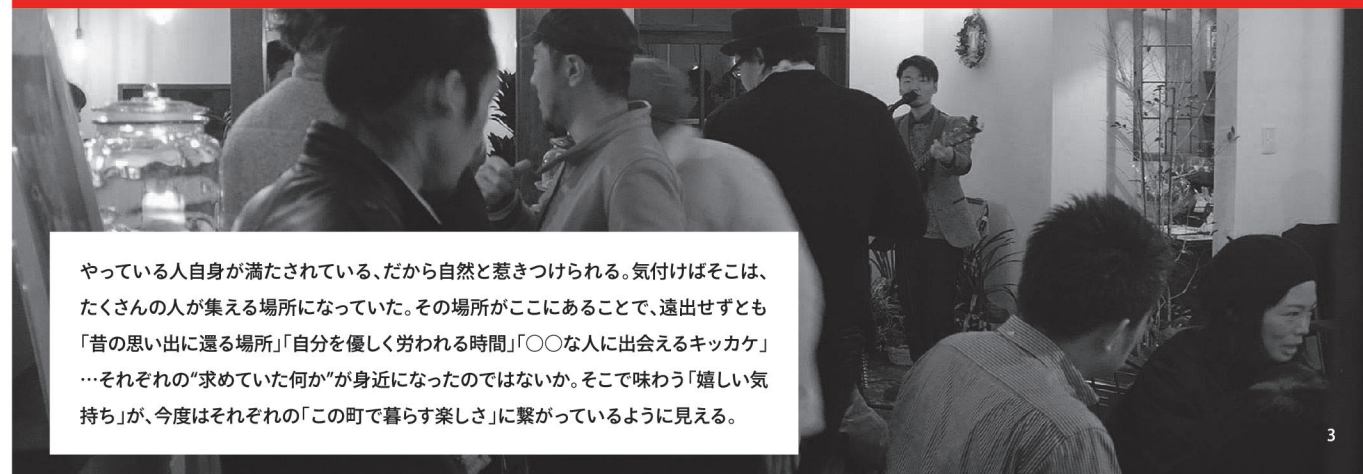 やっている人自身が満たされている、だから自然と惹きつけられる。気付けばそこは、
たくさんの人が集える場所になっていた。その場所がここにあることで、遠出せずとも
「昔の思い出に還る場所」「自分を優しく労われる時間」「○○な人に出会えるキッカケ」
…それぞれの“求めていた何か”が身近になったのではないか。そこで味わう「嬉しい気
持ち」が、今度はそれぞれの「この町で暮らす楽しさ」に繋がっているように見える。
3